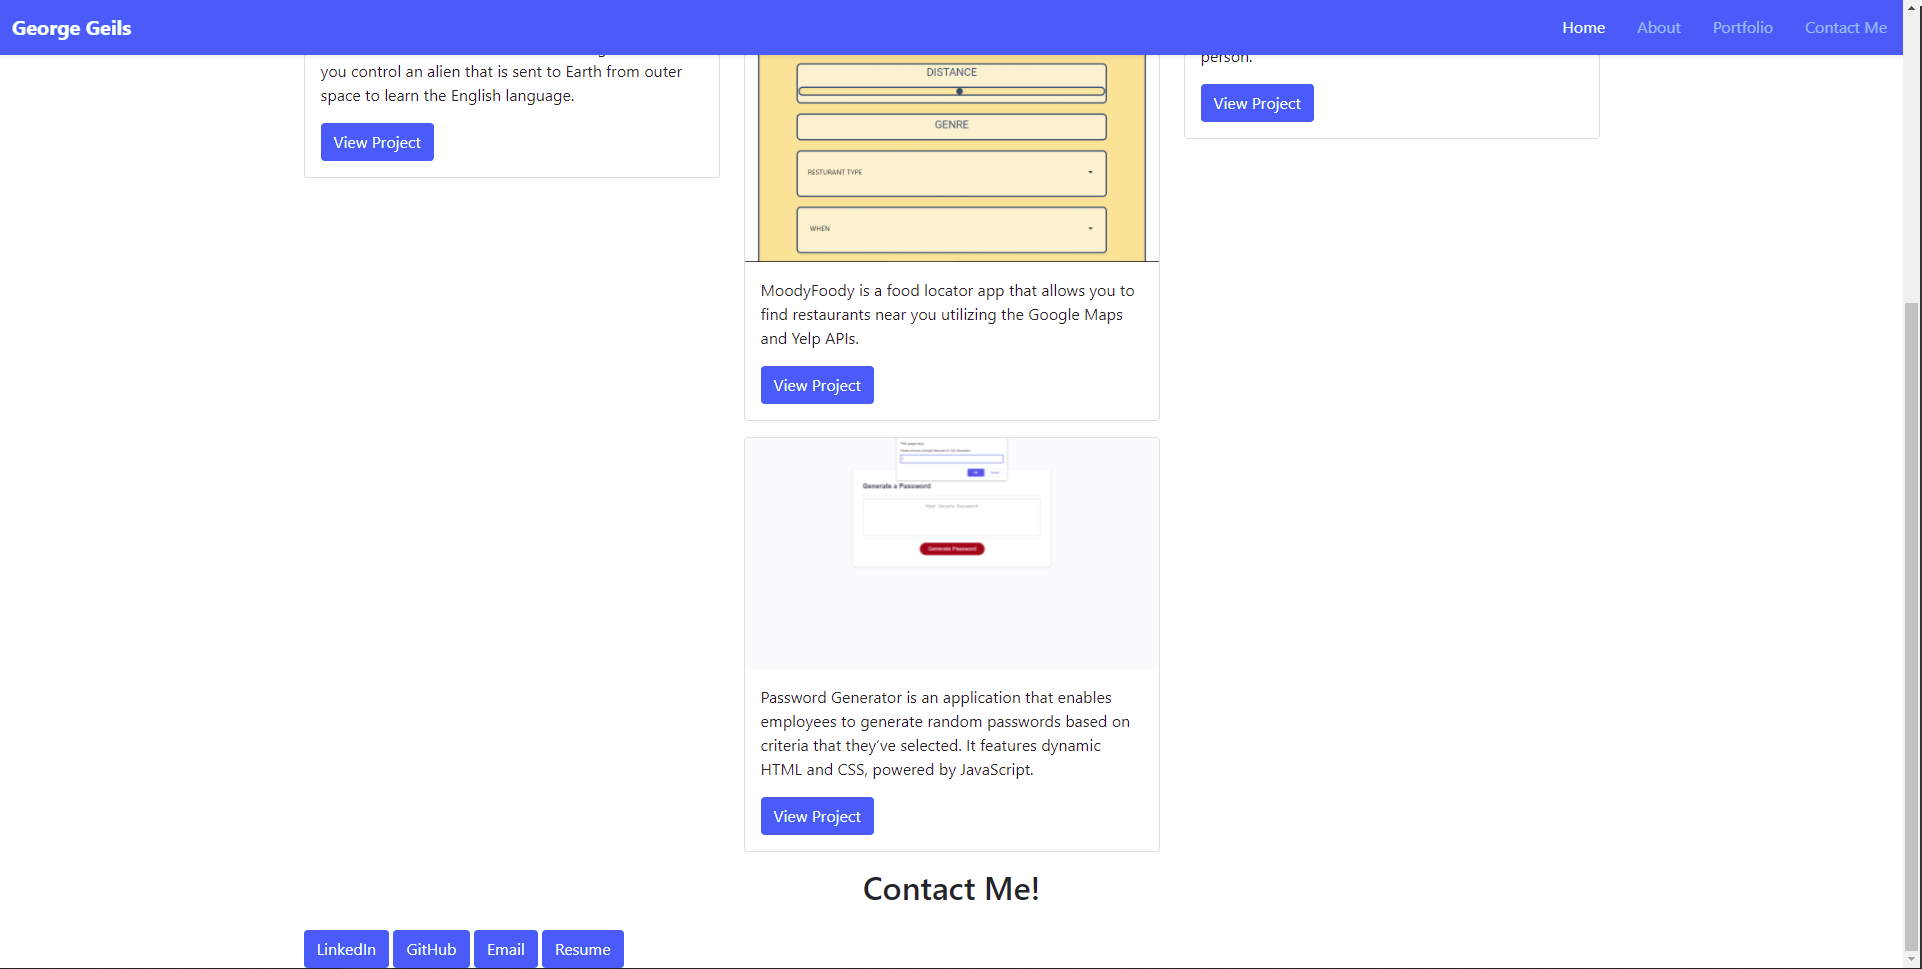 George Geils
Home
About
Portfolio
Contact Me
you control an alien that is sent to Earth from outer
space to learn the English language.
View Project
DISTANCE
GENRE
RESTURANT TYPE
WHEN
MoodyFoody is a food locator app that allows you to
find restaurants near you utilizing the Google Maps
and Yelp APIs.
View Project
Generate a Password
Your Secure Password
Generate Password
Password Generator is an application that enables
employees to generate random passwords based on
criteria that they’ve selected. It features dynamic
HTML and CSS, powered by JavaScript.
View Project
person.
View Project
Contact Me!
LinkedIn
GitHub
Email
Resume